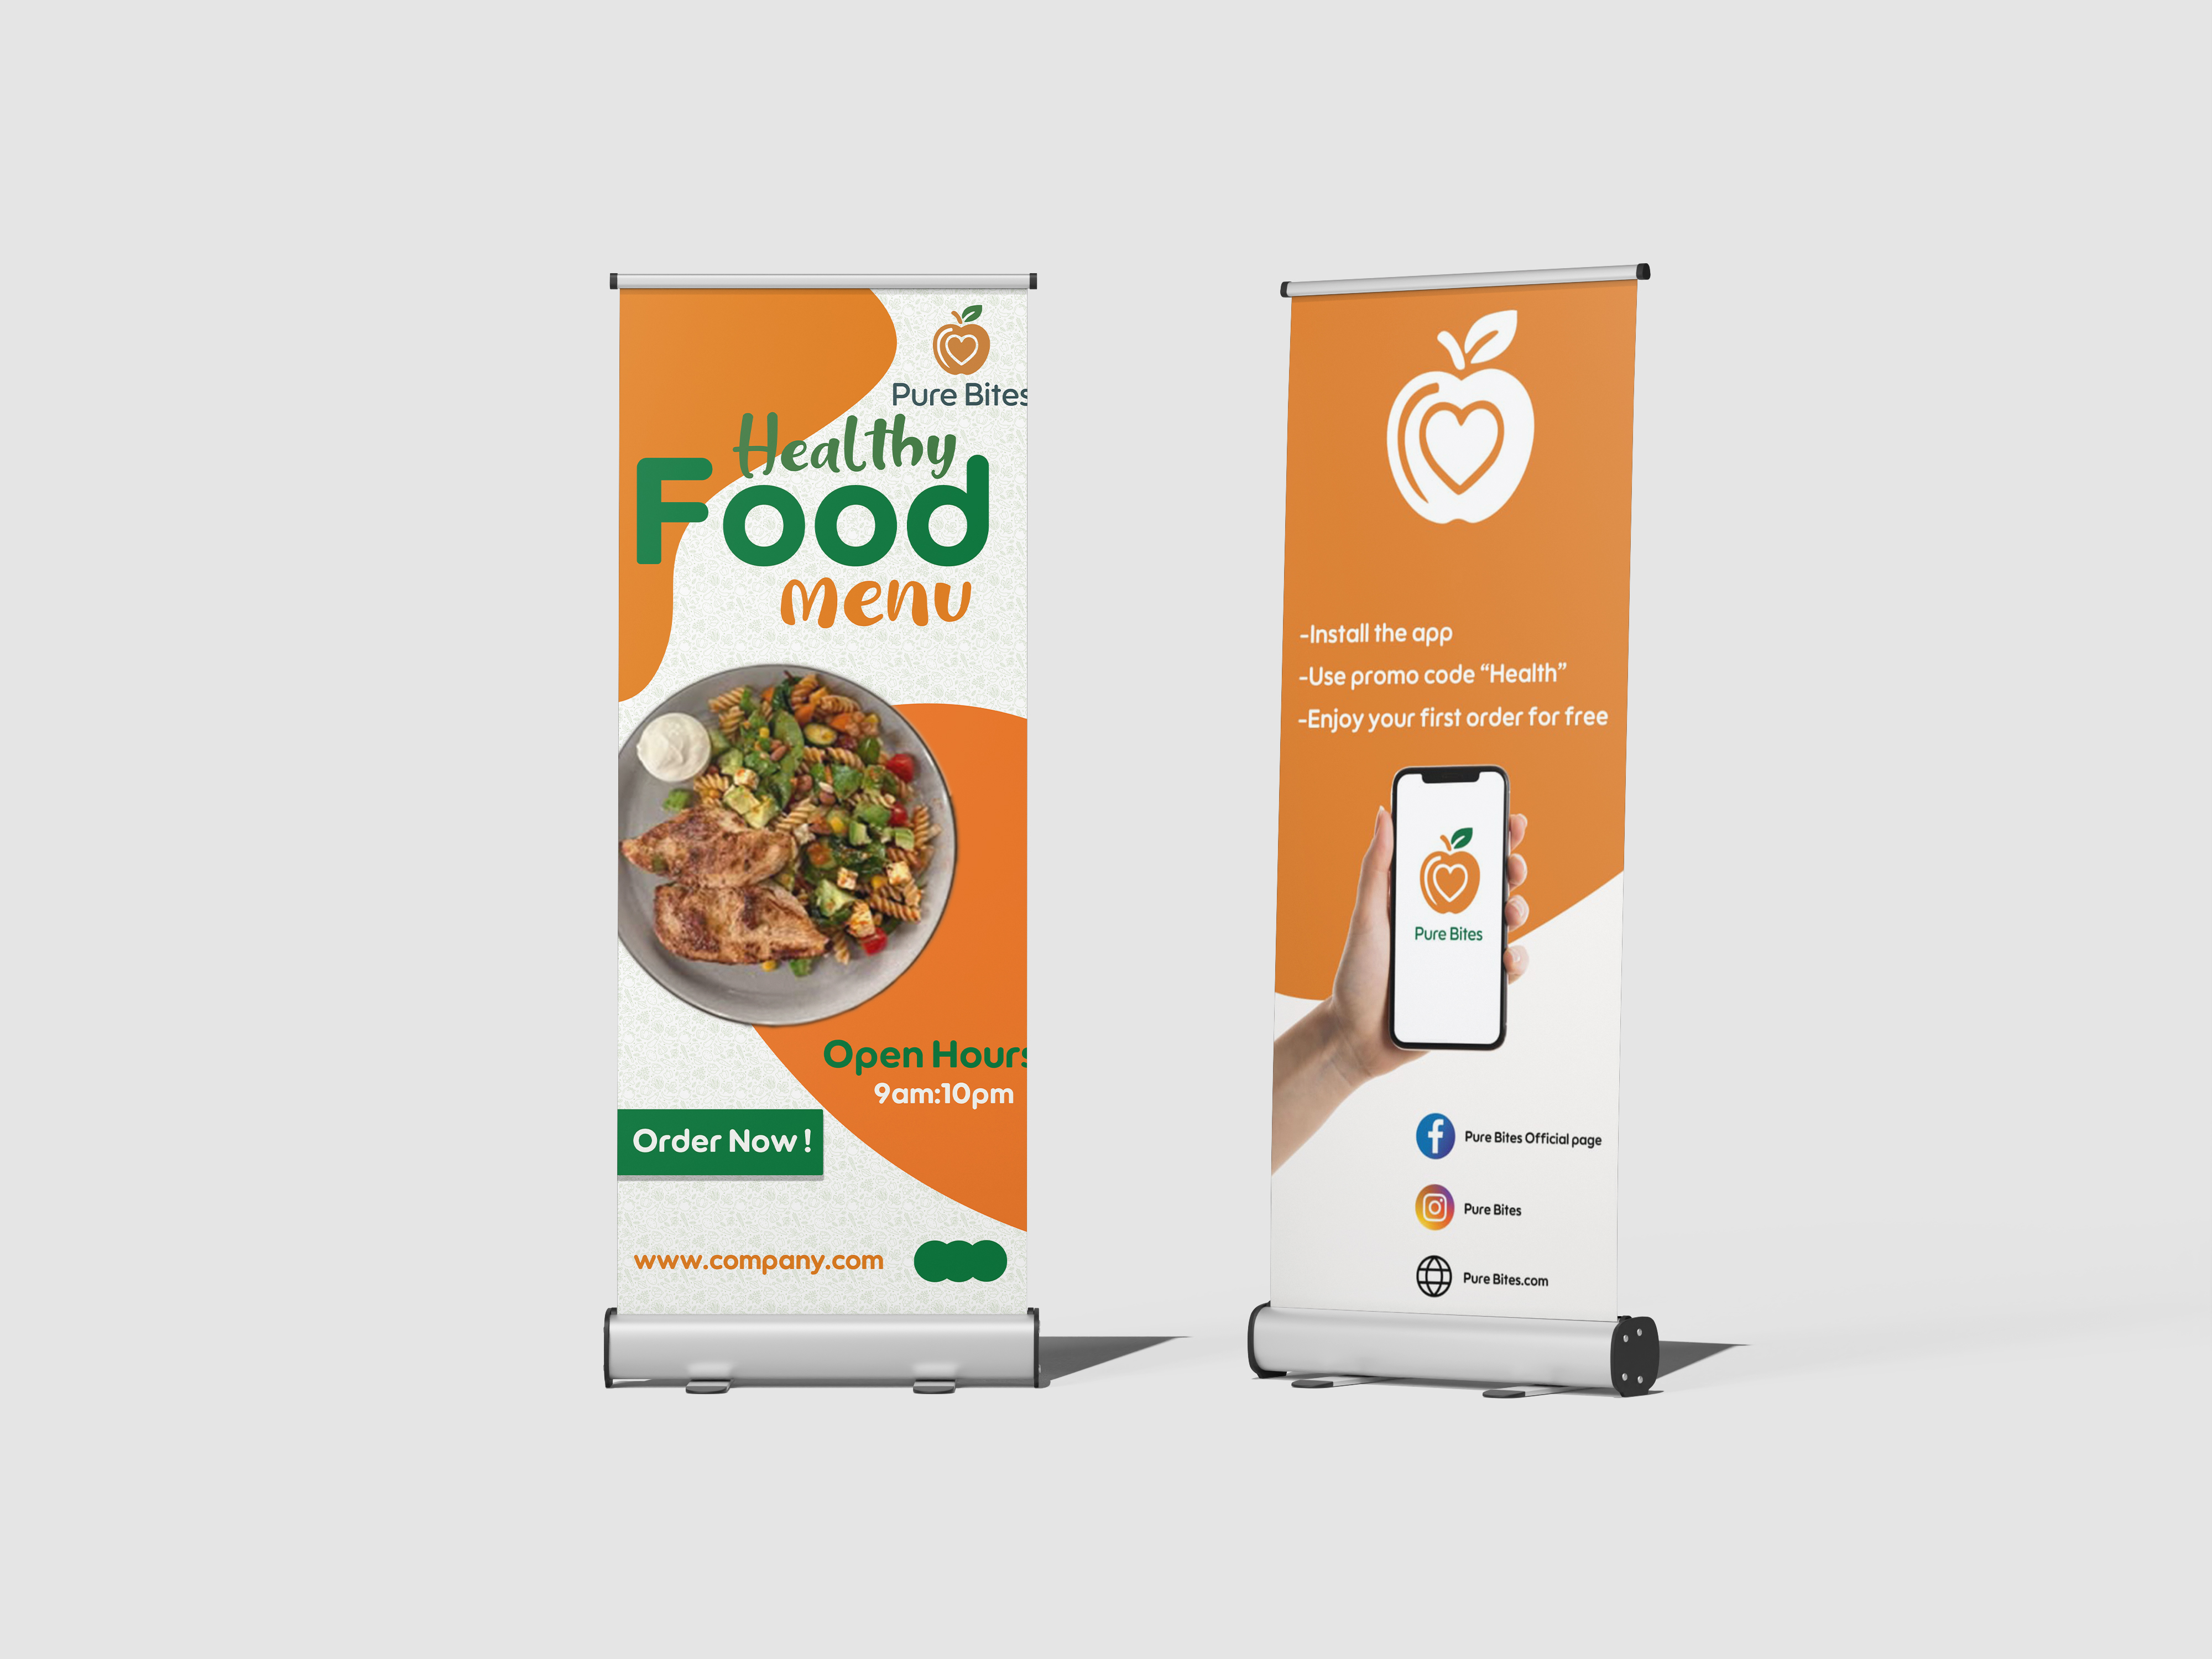 Pure Bites
Healthy
Food
menu
Open Hours
9am:10pm
Order Now !
www.company.com
-Install the app
-Use promo code “Health”
-Enjoy your first order for free
Pure Bites
Pure Bites Official page
Pure Bites
Pure Bites.com